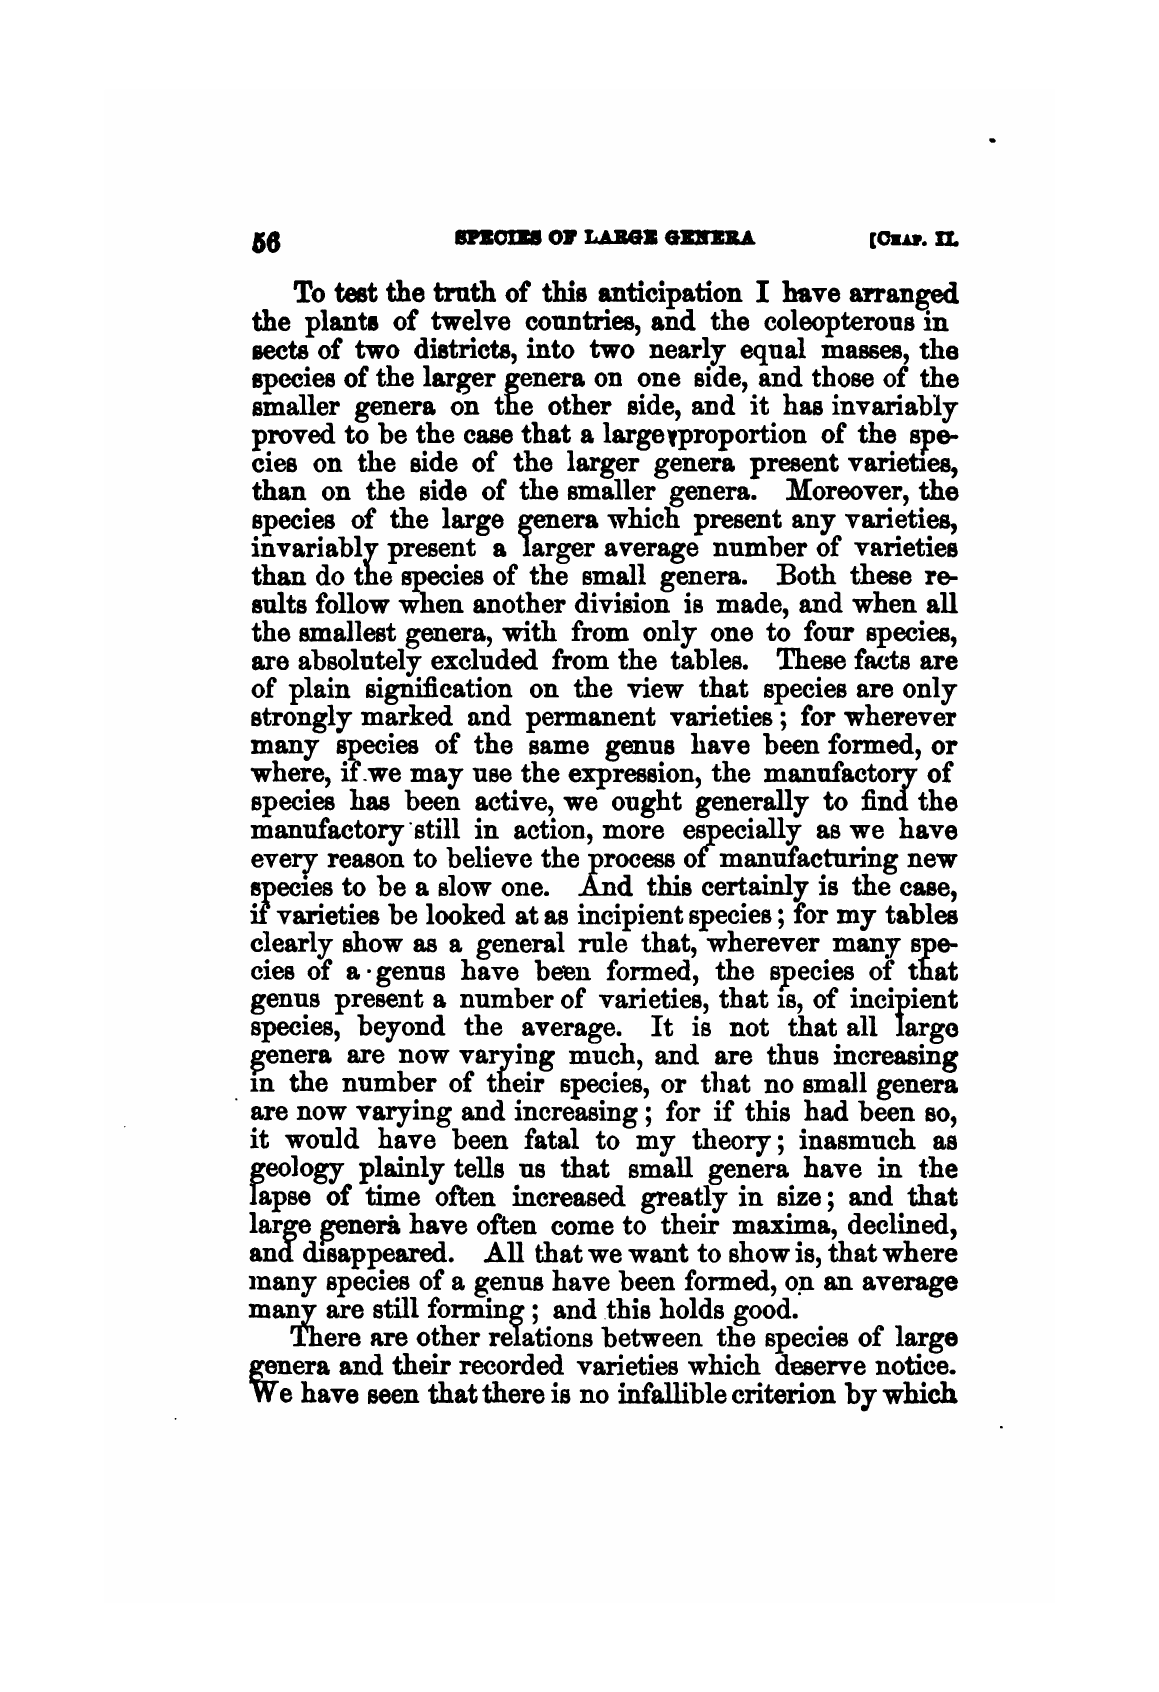 56 SPECIES OF LARGE GENERA [CHAP. II.
To test the truth of this anticipation I have arranged
the plants of twelve countries, and the coleopterous in
sects of two districts, into two nearly equal masses, the
species of the larger genera on one side, and those of the
smaller genera on the other side, and it has invariably
proved to be the case that a larger proportion of the spe-
cies on the side of the larger genera present varieties,
than on the side of the smaller genera. Moreover, the
species of the large genera which present any varieties,
invariably present a larger average number of varieties
than do the species of the small genera. Both these re-
sults follow when another division is made, and when all
the smallest genera, with from only one to four species,
are absolutely excluded from the tables. These facts are
of plain signification on the view that species are only
strongly marked and permanent varieties; for wherever
many species of the same genus have been formed, or
where, if we may use the expression, the manufactory of
species has been active, we ought generally to find the
manufactory still in action, more especially as we have
every reason to believe the process of manufacturing new
species to be a slow one. And this certainly is the case,
if varieties be looked at as incipient species; for my tables
clearly show as a general rule that, wherever many spe-
cies of a genus have been formed, the species of that
genus present a number of varieties, that is, of incipient
species, beyond the average. It is not that all large
genera are now varying much, and are thus increasing
in the number of their species, or that no small genera
are now varying and increasing; for if this had been so,
it would have been fatal to my theory; inasmuch as
geology plainly tells us that small genera have in the
lapse of time often increased greatly in size; and that
large genera have often come to their maxima, declined,
and disappeared. All that we want to show is, that where
many species of a genus have been formed, on an average
many are still forming; and this holds good.
There are other relations between the species of large
genera and their recorded varieties which deserve notice.
We have seen that there is no infallible criterion by which